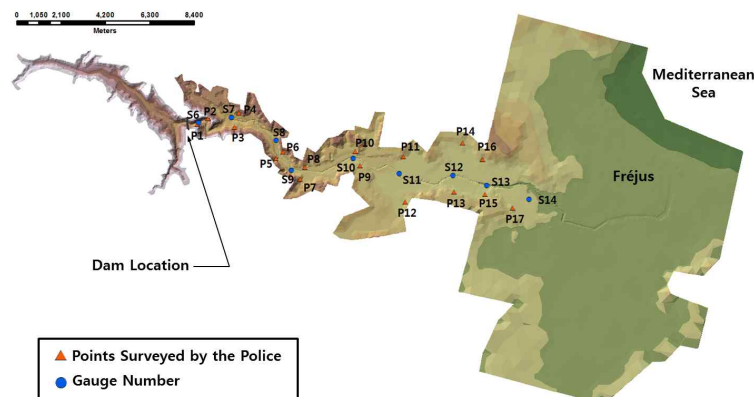 0 1,050 2,100 4,200 6,300 8,400
Meters
Mediterranean
Sea
Fréjus
S6
P2
S7
P4
P1
P3
S8
P6
P5
P8
S9
P7
P10
S10
P9
P11
S11
P12
P14
P16
S12
S13
P13
P15
S14
P17
Dam Location
Points Surveyed by the Police
Gauge Number